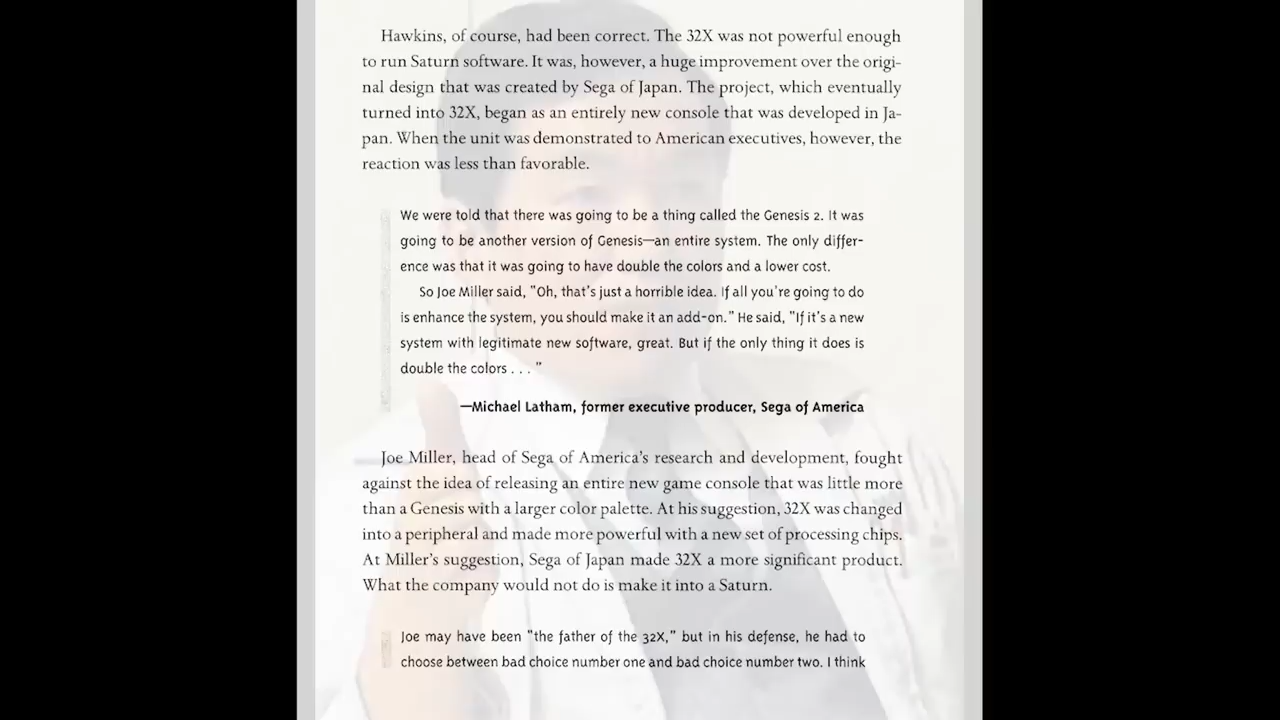 Hawkins, of course, had been correct. The 32X was not powerful enough
to run Saturn software. It was, however, a huge improvement over the origi-
nal design that was created by Sega of Japan. The project, which eventually
turned into 32X, began as an entirely new console that was developed in Ja-
pan. When the unit was demonstrated to American executives, however, the
reaction was less than favorable.
We were told that there was going to be a thing called the Genesis 2. It was
going to be another version of Genesis—an entire system. The only differ-
ence was that it was going to have double the colors and a lower cost.
So Joe Miller said, "Oh, that's just a horrible idea. If all you're going to do
is enhance the system, you should make it an add-on." He said, "If it's a new
system with legitimate new software, great. But if the only thing it does is
double the colors . . . "
—Michael Latham, former executive producer, Sega of America
Joe Miller, head of Sega of America's research and development, fought
against the idea of releasing an entire new game console that was little more
than a Genesis with a larger color palette. At his suggestion, 32X was changed
into a peripheral and made more powerful with a new set of processing chips.
At Miller's suggestion, Sega of Japan made 32X a more significant product.
What the company would not do is make it into a Saturn.
Joe may have been "the father of the 32X," but in his defense, he had to
choose between bad choice number one and bad choice number two. I think